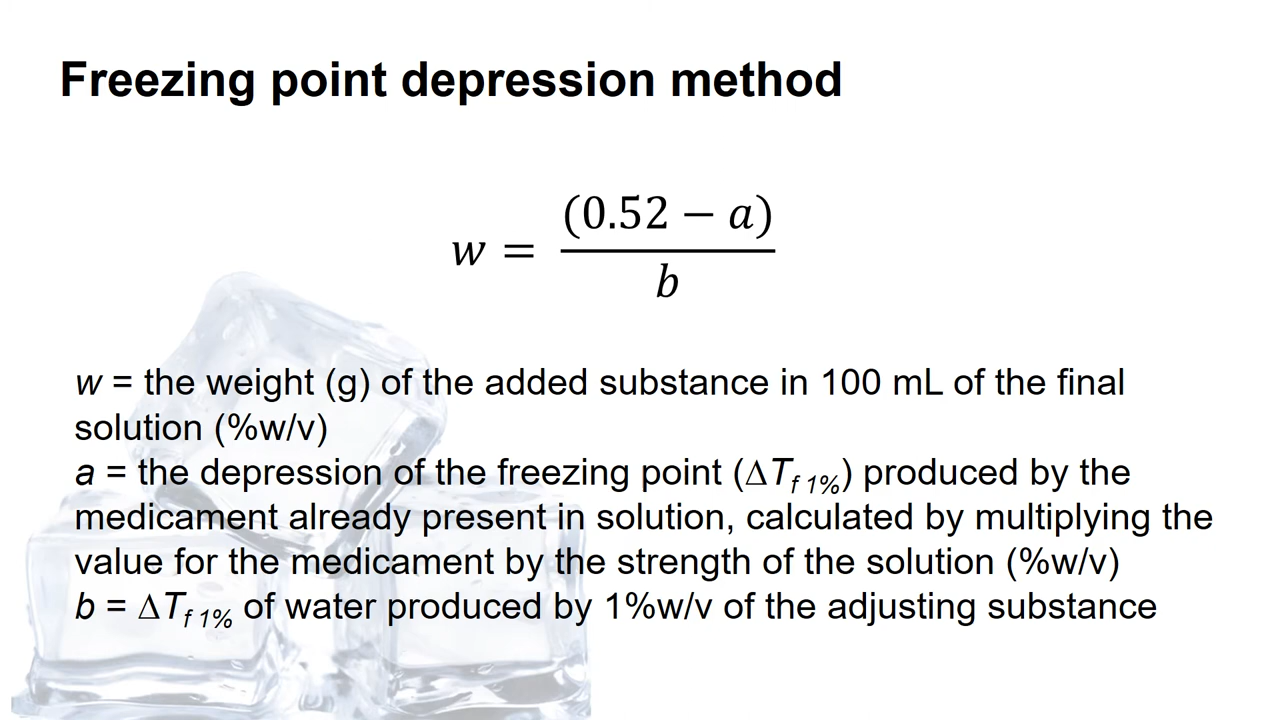 Freezing point depression method
w = (0.52 − a) / b
w = the weight (g) of the added substance in 100 mL of the final
solution (%w/v)
a = the depression of the freezing point (ΔTf 1%) produced by the
medicament already present in solution, calculated by multiplying the
value for the medicament by the strength of the solution (%w/v)
b = ΔTf 1% of water produced by 1%w/v of the adjusting substance